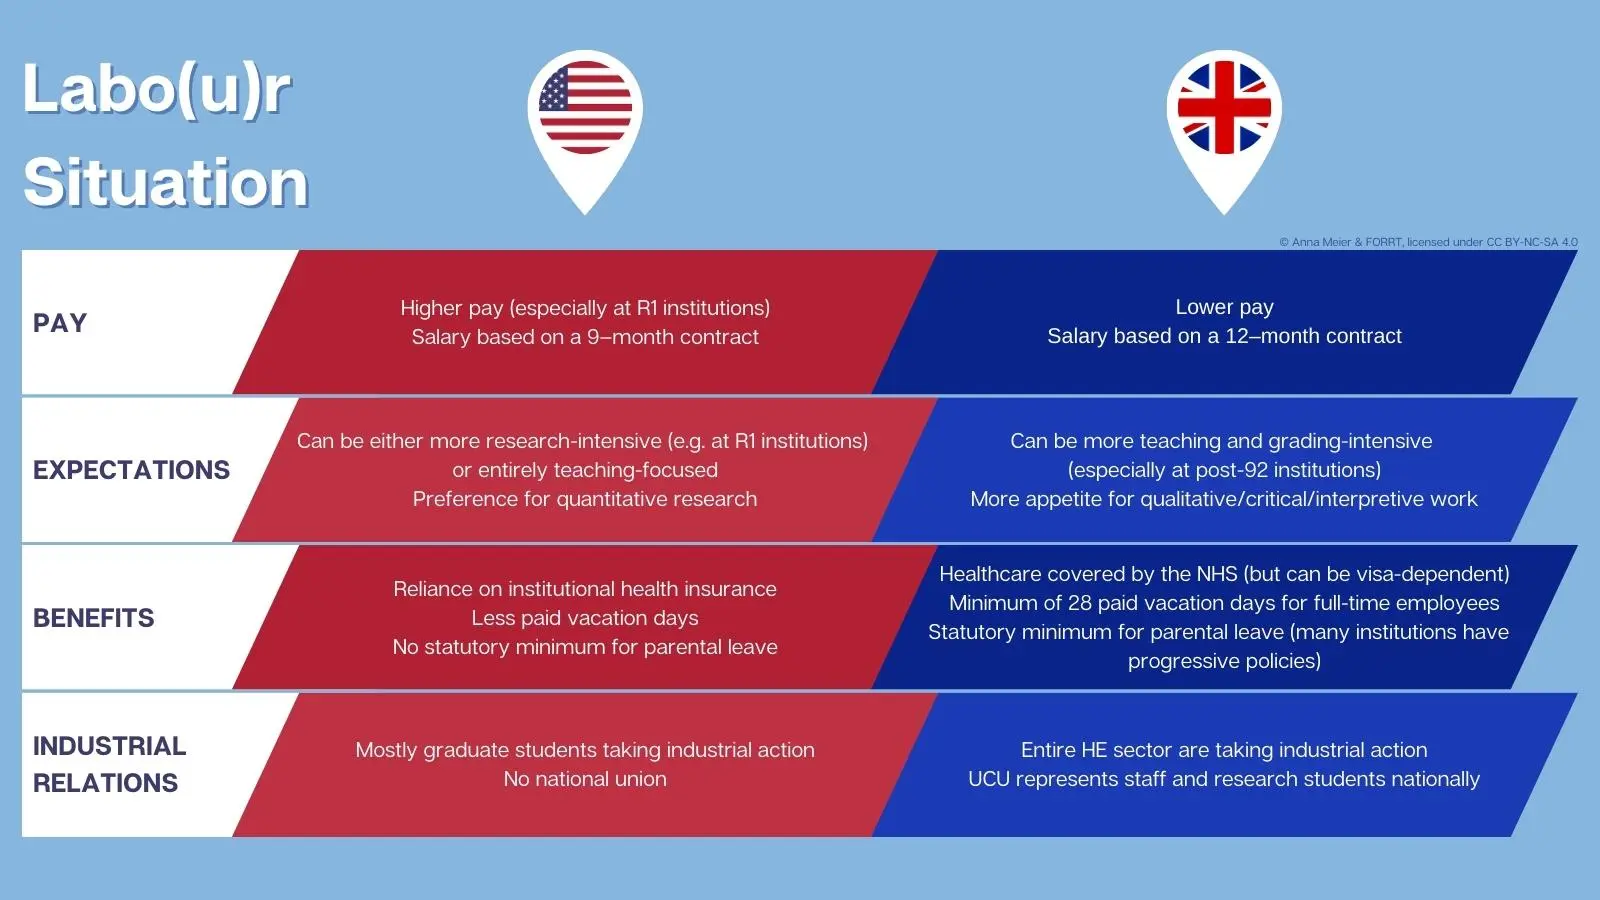 Labo(u)r
Situation
© Anna Meier & FORRT, licensed under CC BY-NC-SA 4.0
PAY
Higher pay (especially at R1 institutions)
Salary based on a 9–month contract
Lower pay
Salary based on a 12–month contract
EXPECTATIONS
Can be either more research-intensive (e.g. at R1 institutions)
or entirely teaching-focused
Preference for quantitative research
Can be more teaching and grading-intensive
(especially at post-92 institutions)
More appetite for qualitative/critical/interpretive work
BENEFITS
Reliance on institutional health insurance
Less paid vacation days
No statutory minimum for parental leave
Healthcare covered by the NHS (but can be visa-dependent)
Minimum of 28 paid vacation days for full-time employees
Statutory minimum for parental leave (many institutions have
progressive policies)
INDUSTRIAL
RELATIONS
Mostly graduate students taking industrial action
No national union
Entire HE sector are taking industrial action
UCU represents staff and research students nationally